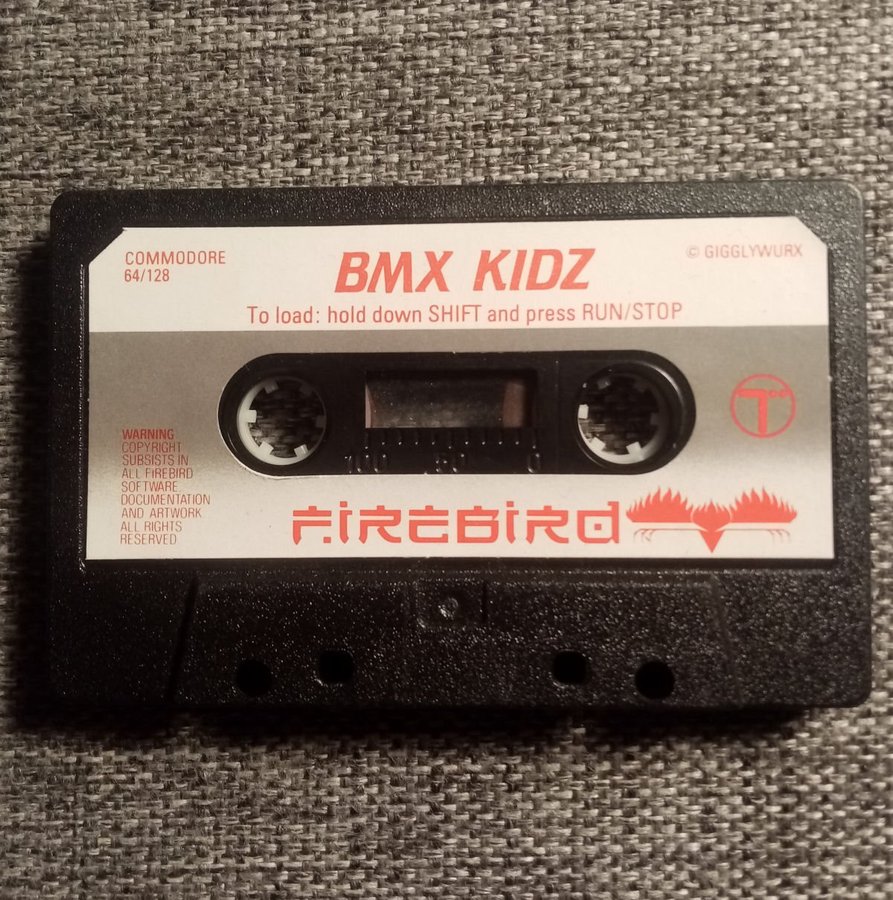 COMMODORE
64/128
BMX KIDZ
© GIGGLYWURX
To load: hold down SHIFT and press RUN/STOP
100 50 0
WARNING
COPYRIGHT
SUBSISTS IN
ALL FIREBIRD
SOFTWARE
DOCUMENTATION
AND ARTWORK
ALL RIGHTS
RESERVED
FIREBIRD